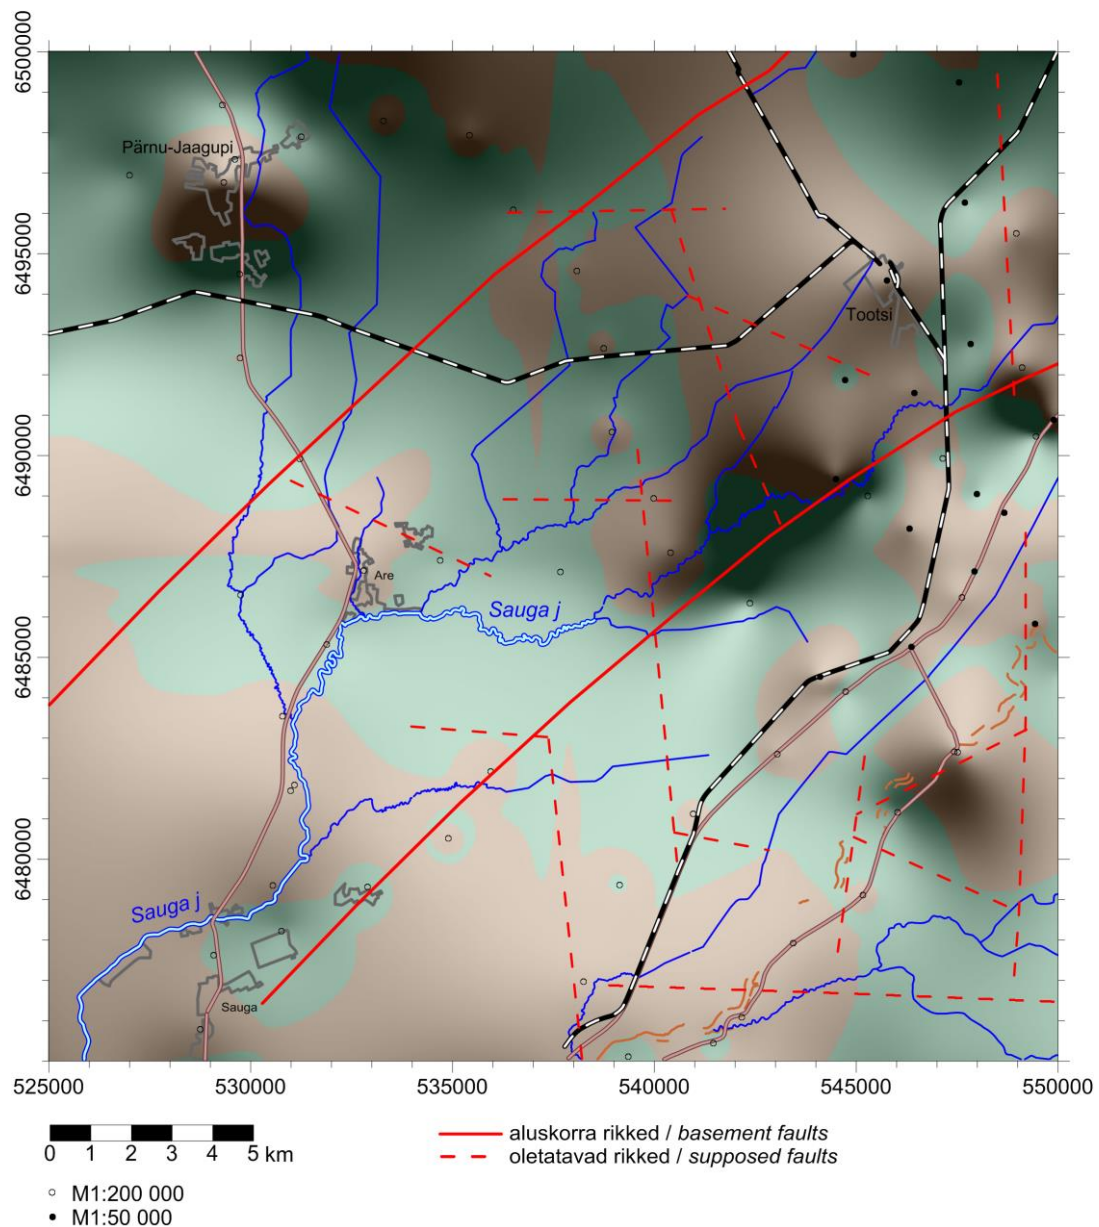 6500000
6495000
6490000
6485000
6480000
Pärnu-Jaagupi
Tootsi
Are
Sauga j
Sauga j
Sauga
525000 530000 535000 540000 545000 550000
0 1 2 3 4 5 km
aluskorra rikked / basement faults
oletatavad rikked / supposed faults
M1:200 000
M1:50 000